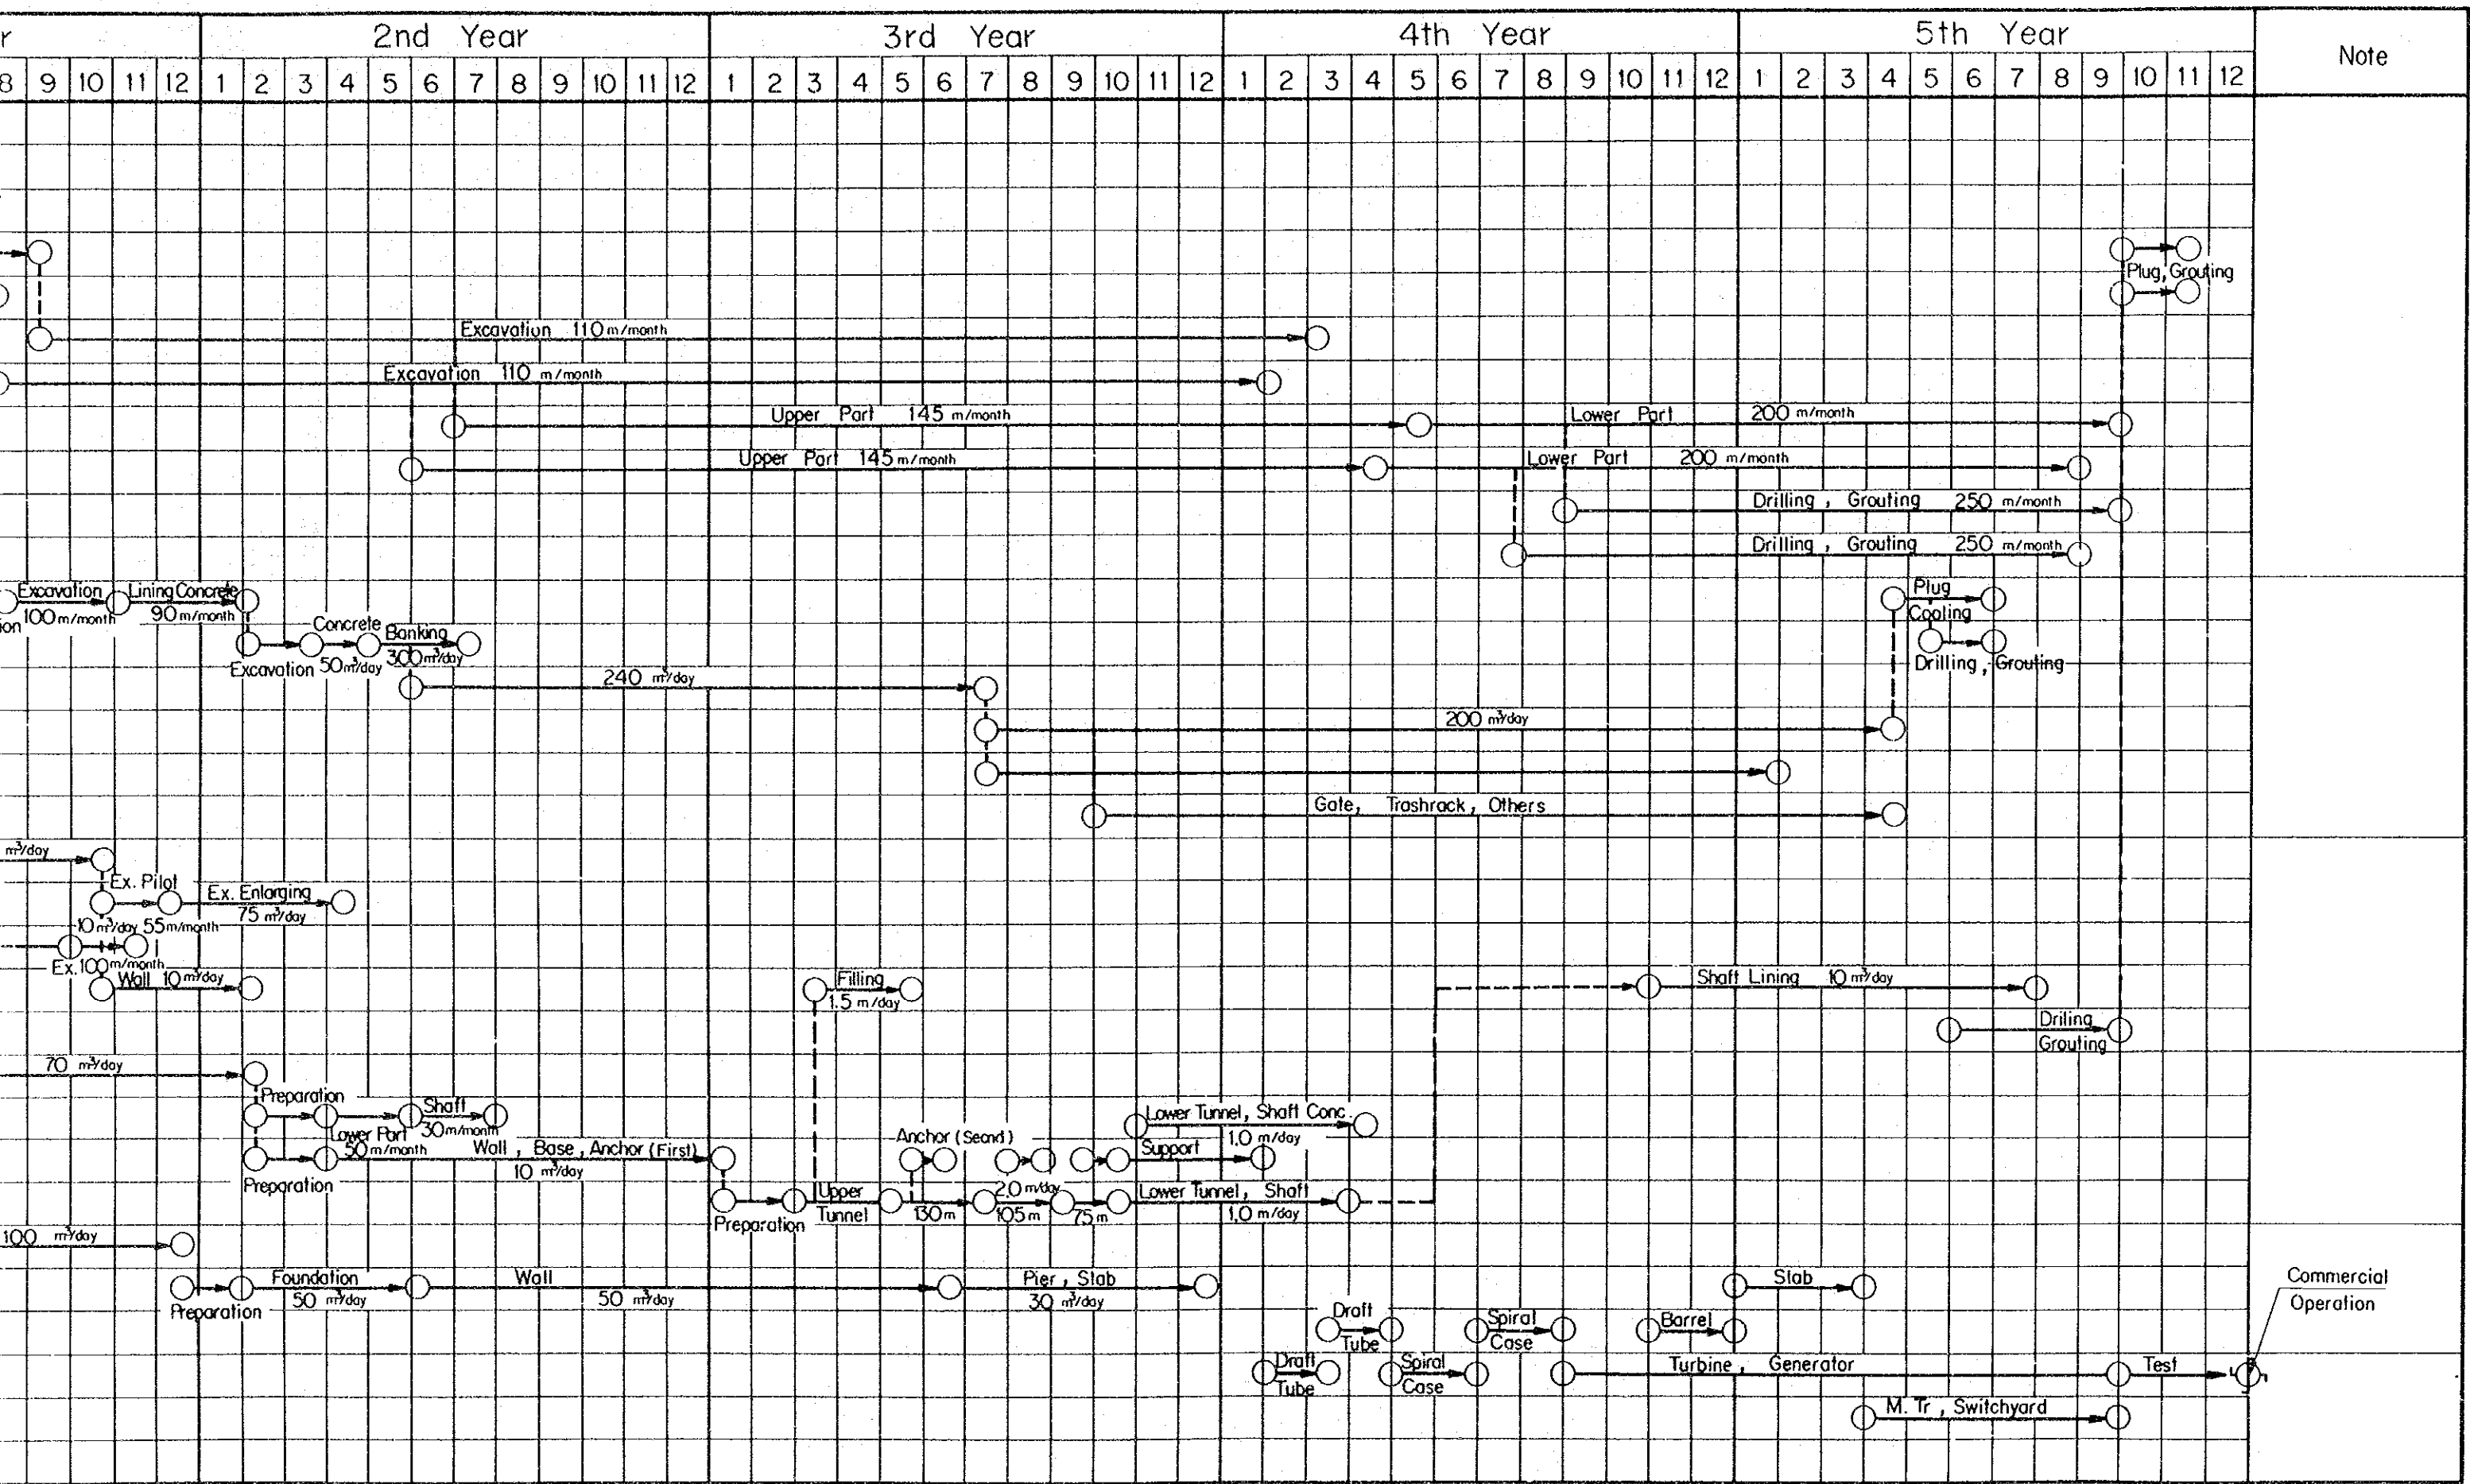 r
2nd Year
3rd Year
4th Year
5th Year
Note
8 9 10 11 12 1 2 3 4 5 6 7 8 9 10 11 12 1 2 3 4 5 6 7 8 9 10 11 12 1 2 3 4 5 6 7 8 9 10 11 12 1 2 3 4 5 6 7 8 9 10 11 12
Plug, Grouting
Excavation 110 m/month
Excavation 110 m/month
Upper Part 145 m/month
Lower Part 200 m/month
Upper Part 145 m/month
Lower Part 200 m/month
Drilling, Grouting 250 m/month
Drilling, Grouting 250 m/month
Excavation
100 m/month
ion
Lining Concrete
90 m/month
Plug
Cooling
Drilling, Grouting
Excavation
Concrete
50 m³/day
Banking
300 m³/day
240 m³/day
200 m³/day
Gate, Trashrack, Others
m³/day
Ex. Pilot
10 m³/day 55 m/month
Ex. Enlarging
75 m³/day
Ex. 100 m/month
Wall 10 m³/day
Filling
1.5 m/day
Shaft Lining 10 m³/day
Driling
Grouting
70 m³/day
Preparation
Lower Part
50 m/month
Shaft
30 m/month
Lower Tunnel, Shaft Conc.
1.0 m/day
Preparation
Wall, Base, Anchor (First)
10 m³/day
Anchor (Secand)
Support
Preparation
Upper
Tunnel
130 m
2.0 m/day
105 m
75 m
Lower Tunnel, Shaft
1.0 m/day
100 m³/day
Preparation
Foundation
50 m³/day
Wall
50 m³/day
Pier, Slab
30 m³/day
Slab
Commercial
Operation
Draft
Tube
Spiral
Case
Barrel
Draft
Tube
Spiral
Case
Turbine, Generator
Test
M. Tr, Switchyard